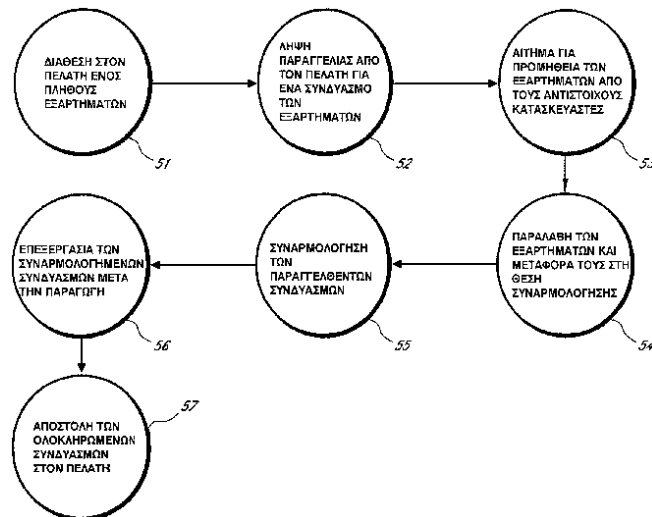 ΔΙΑΘΕΣΗ ΣΤΟΝ
ΠΕΛΑΤΗ ΕΝΟΣ
ΠΛΗΘΟΥΣ
ΕΞΑΡΤΗΜΑΤΩΝ
51
ΛΗΨΗ
ΠΑΡΑΓΓΕΛΙΑΣ ΑΠΟ
ΤΟΝ ΠΕΛΑΤΗ ΓΙΑ
ΕΝΑ ΣΥΝΔΥΑΣΜΟ
ΤΩΝ
ΕΞΑΡΤΗΜΑΤΩΝ
52
ΑΙΤΗΜΑ ΓΙΑ
ΠΡΟΜΗΘΕΙΑ ΤΩΝ
ΕΞΑΡΤΗΜΑΤΩΝ ΑΠΟ
ΤΟΥΣ ΑΝΤΙΣΤΟΙΧΟΥΣ
ΚΑΤΑΣΚΕΥΑΣΤΕΣ
53
ΠΑΡΑΛΑΒΗ ΤΩΝ
ΕΞΑΡΤΗΜΑΤΩΝ ΚΑΙ
ΜΕΤΑΦΟΡΑ ΤΟΥΣ ΣΤΗ
ΘΕΣΗ
ΣΥΝΑΡΜΟΛΟΓΗΣΗΣ
54
ΣΥΝΑΡΜΟΛΟΓΗΣΗ
ΤΩΝ
ΠΑΡΑΓΓΕΛΘΕΝΤΩΝ
ΣΥΝΔΥΑΣΜΩΝ
55
ΕΠΕΞΕΡΓΑΣΙΑ ΤΩΝ
ΣΥΝΑΡΜΟΛΟΓΗΜΕΝΩΝ
ΣΥΝΔΥΑΣΜΩΝ ΜΕΤΑ
ΤΗΝ ΠΑΡΑΓΩΓΗ
56
ΑΠΟΣΤΟΛΗ ΤΩΝ
ΟΛΟΚΛΗΡΩΜΕΝΩΝ
ΣΥΝΔΥΑΣΜΩΝ
ΣΤΟΝ ΠΕΛΑΤΗ
57